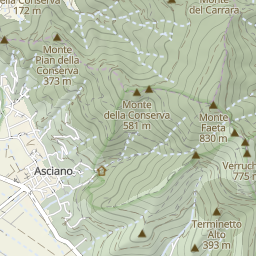 della Conserva
172 m
Monte
del Carrara
Monte
Pian della
Conserva
373 m
Monte
della Conserva
581 m
Monte
Faeta
830 m
Verruc
775 m
Asciano
Terminetto
Alto
393 m